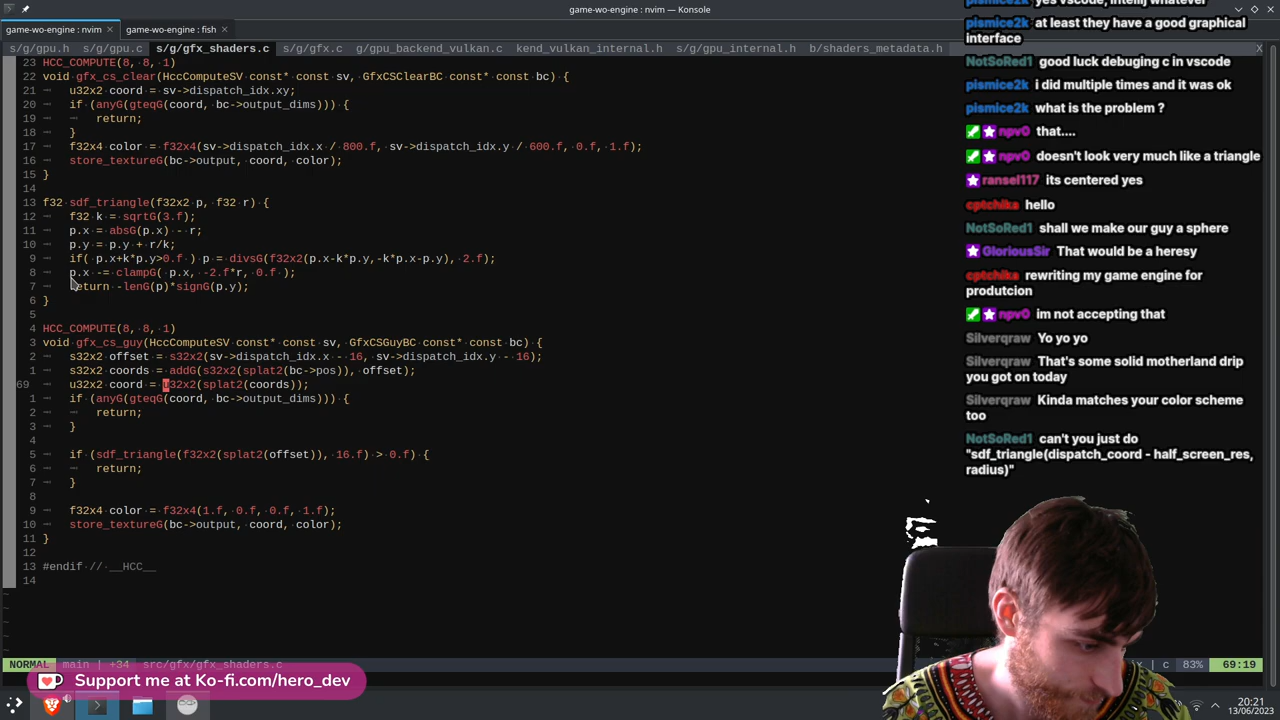 game-wo-engine : nvim — Konsole
game-wo-engine : nvim
game-wo-engine : fish
s/g/gpu.h s/g/gpu.c s/g/gfx_shaders.c s/g/gfx.c g/gpu_backend_vulkan.c kend_vulkan_internal.h s/g/gpu_internal.h b/shaders_metadata.h X
23 HCC_COMPUTE(8, 8, 1)
22 void gfx_cs_clear(HccComputeSV const* const sv, GfxCSClearBC const* const bc) {
21 u32x2 coord = sv->dispatch_idx.xy;
20 if (anyG(gteqG(coord, bc->output_dims))) {
19 return;
18 }
17 f32x4 color = f32x4(sv->dispatch_idx.x / 800.f, sv->dispatch_idx.y / 600.f, 0.f, 1.f);
16 store_textureG(bc->output, coord, color);
15 }
14
13 f32 sdf_triangle(f32x2 p, f32 r) {
12 f32 k = sqrtG(3.f);
11 p.x = absG(p.x) - r;
10 p.y = p.y + r/k;
9 if( p.x+k*p.y>0.f ) p = divsG(f32x2(p.x-k*p.y,-k*p.x-p.y), 2.f);
8 p.x -= clampG( p.x, -2.f*r, 0.f );
7 return -lenG(p)*signG(p.y);
6 }
5
4 HCC_COMPUTE(8, 8, 1)
3 void gfx_cs_guy(HccComputeSV const* const sv, GfxCSGuyBC const* const bc) {
2 s32x2 offset = s32x2(sv->dispatch_idx.x - 16, sv->dispatch_idx.y - 16);
1 s32x2 coords = addG(s32x2(splat2(bc->pos)), offset);
69 u32x2 coord = u32x2(splat2(coords));
1 if (anyG(gteqG(coord, bc->output_dims))) {
2 return;
3 }
4
5 if (sdf_triangle(f32x2(splat2(offset)), 16.f) > 0.f) {
6 return;
7 }
8
9 f32x4 color = f32x4(1.f, 0.f, 0.f, 1.f);
10 store_textureG(bc->output, coord, color);
11 }
12
13 #endif // __HCC__
14
~
~
~
~
~
NORMAL main | +34 src/gfx/gfx_shaders.c | c 83% 69:19
Support me at Ko-fi.com/hero_dev
20:21
13/06/2023
pismice2k yes vscode, intellij whatever
pismice2k at least they have a good graphical
interface
NotSoRed1 good luck debuging c in vscode
pismice2k i did multiple times and it was ok
pismice2k what is the problem ?
npv0 that....
npv0 doesn't look very much like a triangle
ransel117 its centered yes
cptchika hello
NotSoRed1 shall we make our guy a sphere
GloriousSir That would be a heresy
cptchika rewriting my game engine for
produtcion
npv0 im not accepting that
Silverqraw Yo yo yo
Silverqraw That's some solid motherland drip
you got on today
Silverqraw Kinda matches your color scheme
too
NotSoRed1 can't you just do
"sdf_triangle(dispatch_coord - half_screen_res,
radius)"